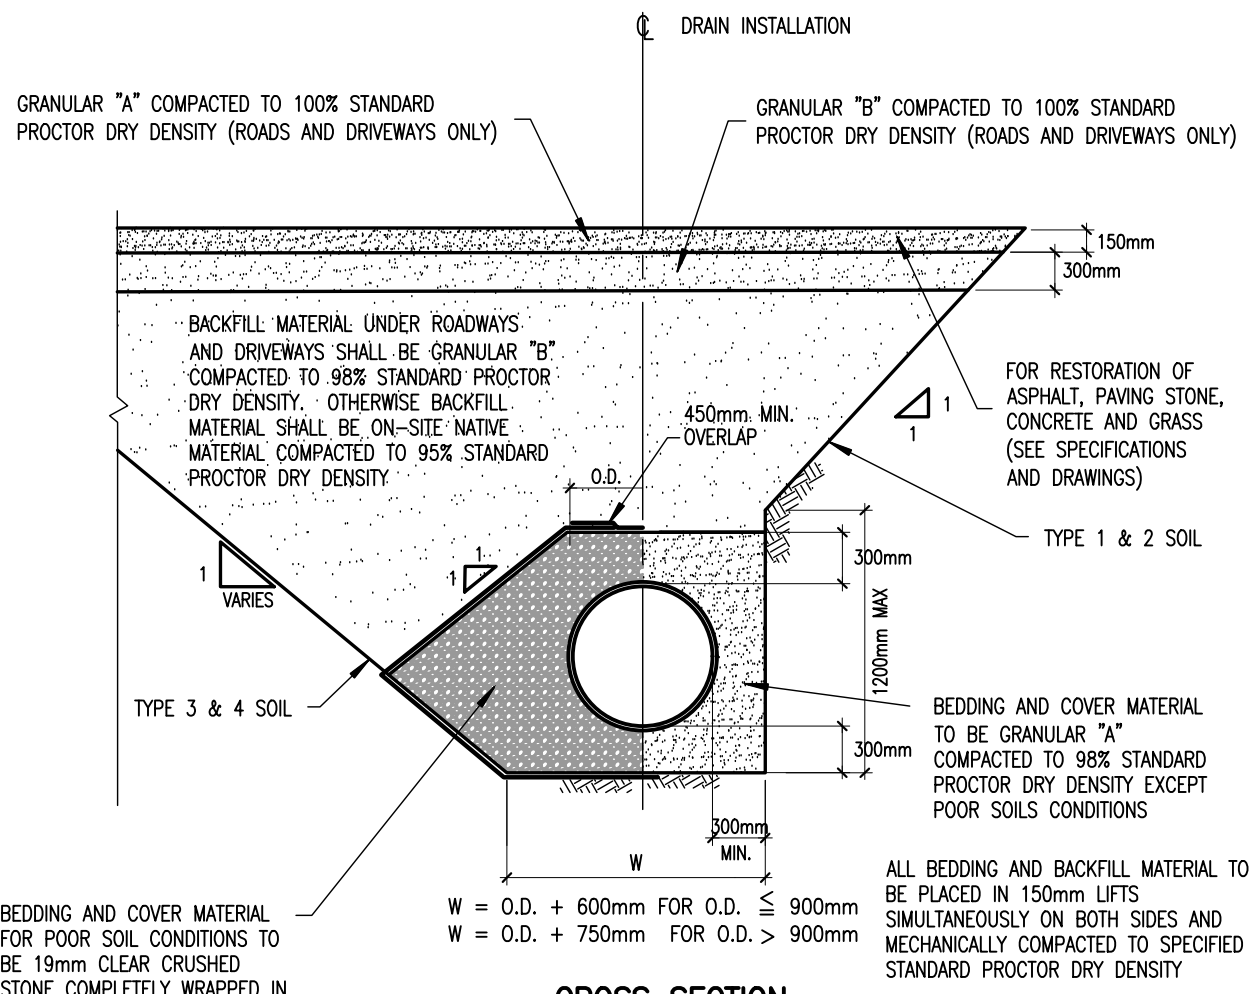 ℄ DRAIN INSTALLATION
GRANULAR "A" COMPACTED TO 100% STANDARD
PROCTOR DRY DENSITY (ROADS AND DRIVEWAYS ONLY)
GRANULAR "B" COMPACTED TO 100% STANDARD
PROCTOR DRY DENSITY (ROADS AND DRIVEWAYS ONLY)
150mm
300mm
BACKFILL MATERIAL UNDER ROADWAYS
AND DRIVEWAYS SHALL BE GRANULAR "B"
COMPACTED TO 98% STANDARD PROCTOR
DRY DENSITY. OTHERWISE BACKFILL
MATERIAL SHALL BE ON-SITE NATIVE
MATERIAL COMPACTED TO 95% STANDARD
PROCTOR DRY DENSITY
450mm MIN.
OVERLAP
O.D.
1
1
FOR RESTORATION OF
ASPHALT, PAVING STONE,
CONCRETE AND GRASS
(SEE SPECIFICATIONS
AND DRAWINGS)
TYPE 1 & 2 SOIL
1
VARIES
1
1
300mm
1200mm MAX
300mm
TYPE 3 & 4 SOIL
BEDDING AND COVER MATERIAL
TO BE GRANULAR "A"
COMPACTED TO 98% STANDARD
PROCTOR DRY DENSITY EXCEPT
POOR SOILS CONDITIONS
300mm
MIN.
W
W = O.D. + 600mm FOR O.D. ≦ 900mm
W = O.D. + 750mm FOR O.D. > 900mm
ALL BEDDING AND BACKFILL MATERIAL TO
BE PLACED IN 150mm LIFTS
SIMULTANEOUSLY ON BOTH SIDES AND
MECHANICALLY COMPACTED TO SPECIFIED
STANDARD PROCTOR DRY DENSITY
BEDDING AND COVER MATERIAL
FOR POOR SOIL CONDITIONS TO
BE 19mm CLEAR CRUSHED
STONE COMPLETELY WRAPPED IN
CROSS SECTION